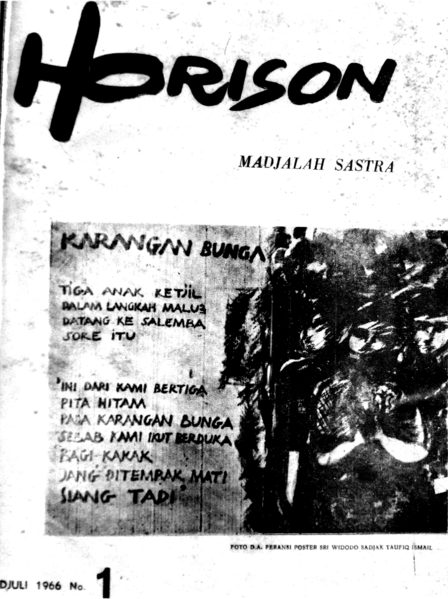 HORISON
MADJALAH SASTRA
KARANGAN BUNGA
TIGA ANAK KETJIL
DALAM LANGKAH MALU2
DATANG KE SALEMBA
SORE ITU
'INI DARI KAMI BERTIGA
PITA HITAM
PADA KARANGAN BUNGA
SEBAB KAMI IKUT BERDUKA
BAGI KAKAK
JANG DITEMBAK MATI
SIANG TADI'
FOTO D.A. PERANSI POSTER SRI WIDODO SADJAK TAUFIQ ISMAIL
DJULI 1966 No. 1